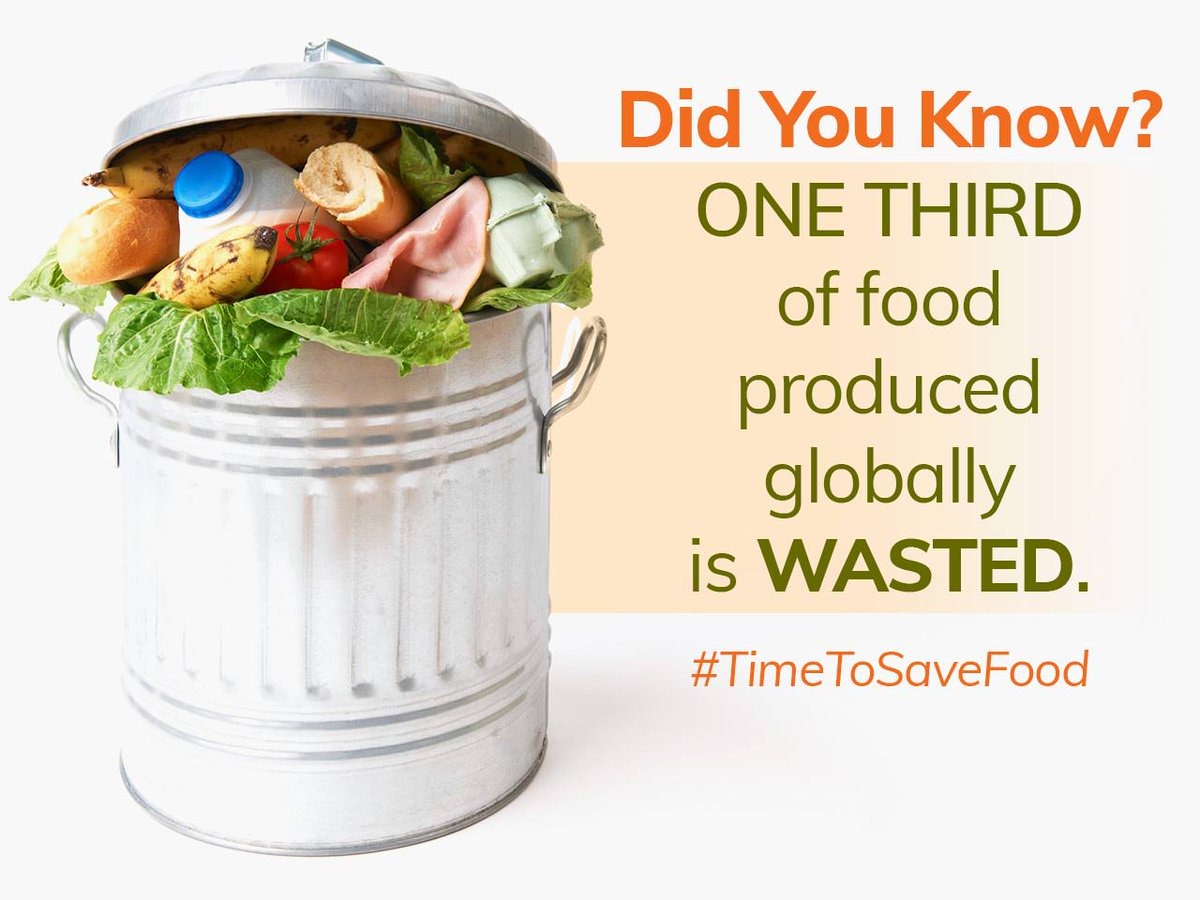 Did You Know?
ONE THIRD
of food
produced
globally
is WASTED.
#TimeToSaveFood